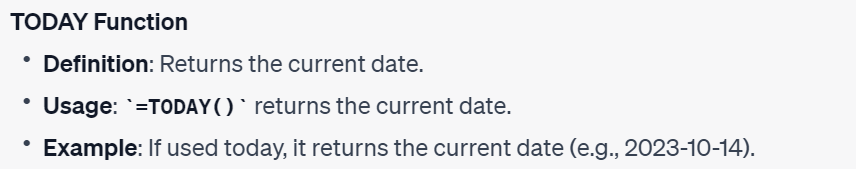 TODAY Function
• Definition: Returns the current date.
• Usage: `=TODAY()` returns the current date.
• Example: If used today, it returns the current date (e.g., 2023-10-14).